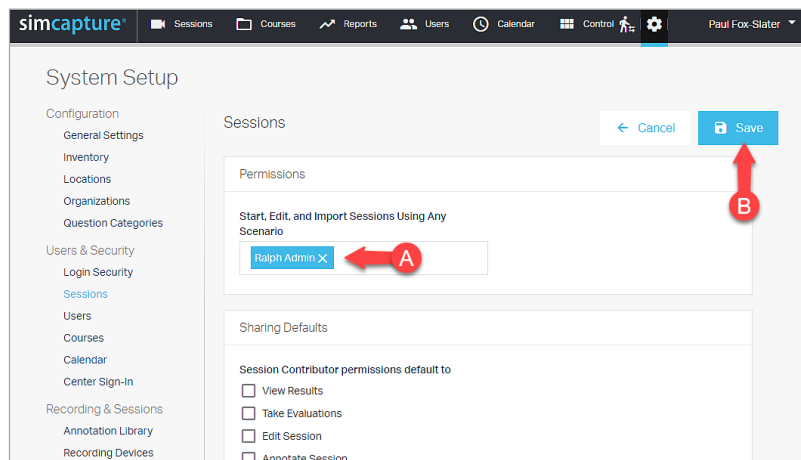 simcapture®
Sessions
Courses
Reports
Users
Calendar
Control
Paul Fox-Slater
System Setup
Configuration
General Settings
Inventory
Locations
Organizations
Question Categories
Users & Security
Login Security
Sessions
Users
Courses
Calendar
Center Sign-In
Recording & Sessions
Annotation Library
Recording Devices
Sessions
Cancel
Save
B
Permissions
Start, Edit, and Import Sessions Using Any
Scenario
Ralph Admin
A
Sharing Defaults
Session Contributor permissions default to
View Results
Take Evaluations
Edit Session
Annotate Session